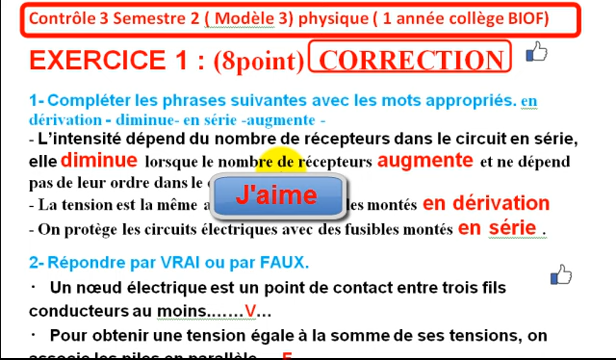 Contrôle 3 Semestre 2 ( Modèle 3) physique ( 1 année collège BIOF)
EXERCICE 1 : (8point) CORRECTION
1- Compléter les phrases suivantes avec les mots appropriés. en
dérivation - diminue- en série -augmente -
- L’intensité dépend du nombre de récepteurs dans le circuit en série,
elle diminue lorsque le nombre de récepteurs augmente et ne dépend
pas de leur ordre dans le
J'aime
- La tension est la même les montés en dérivation
- On protège les circuits électriques avec des fusibles montés en série .
2- Répondre par VRAI ou par FAUX.
· Un nœud électrique est un point de contact entre trois fils
conducteurs au moins.……V…
· Pour obtenir une tension égale à la somme de ses tensions, on
associe les piles en parallèle F